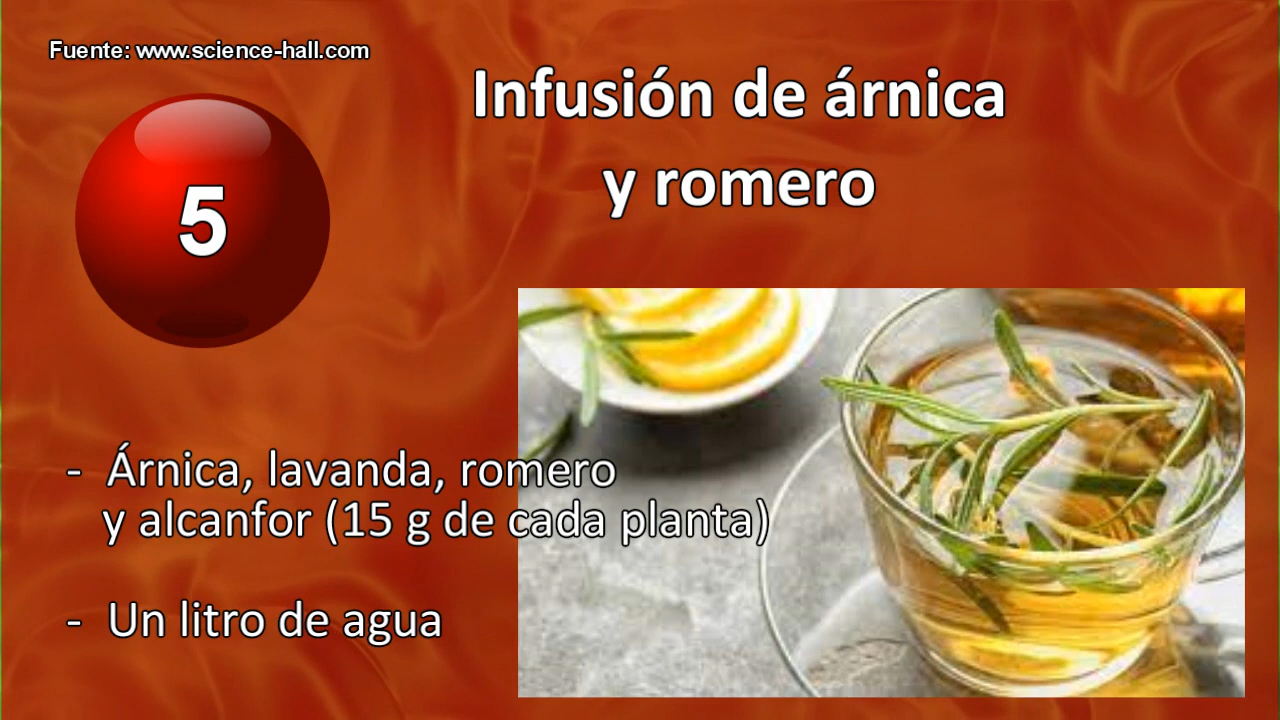 Fuente: www.science-hall.com
Infusión de árnica
y romero
5
- Árnica, lavanda, romero
y alcanfor (15 g de cada planta)
- Un litro de agua